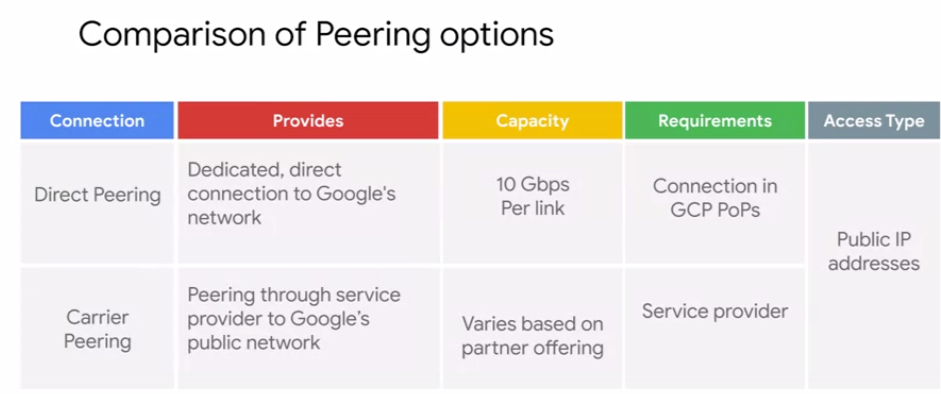 Comparison of Peering options
Connection
Provides
Capacity
Requirements
Access Type
Direct Peering
Dedicated, direct
connection to Google's
network
10 Gbps
Per link
Connection in
GCP PoPs
Public IP
addresses
Carrier
Peering
Peering through service
provider to Google’s
public network
Varies based on
partner offering
Service provider